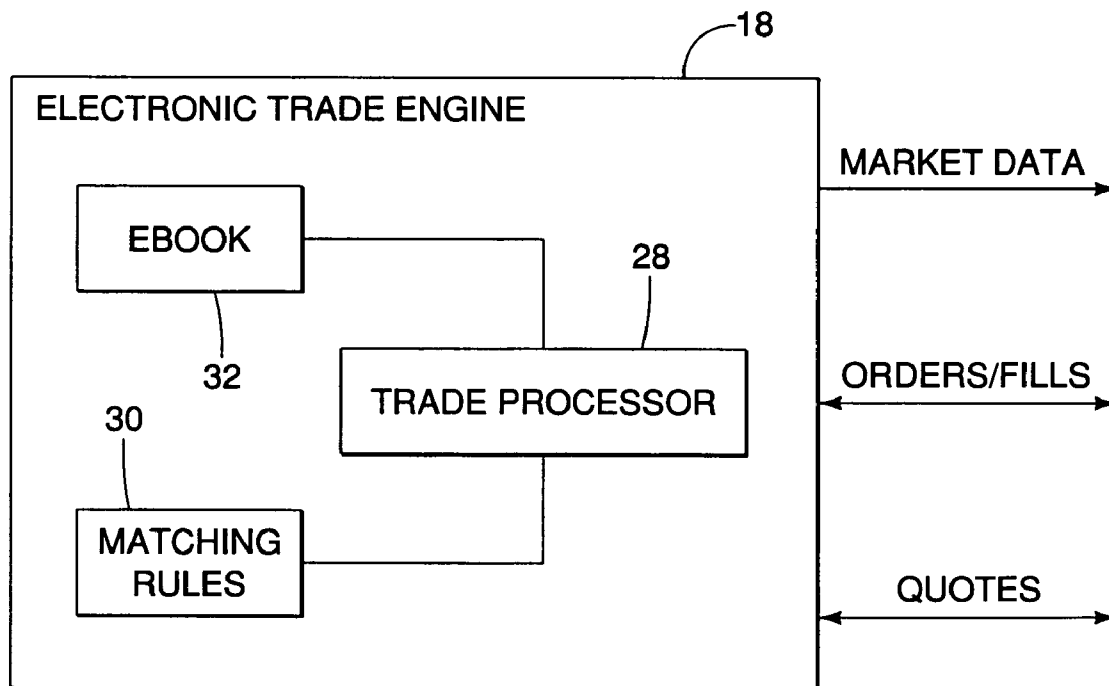 18
ELECTRONIC TRADE ENGINE
MARKET DATA
EBOOK
28
32
ORDERS/FILLS
TRADE PROCESSOR
30
MATCHING
RULES
QUOTES